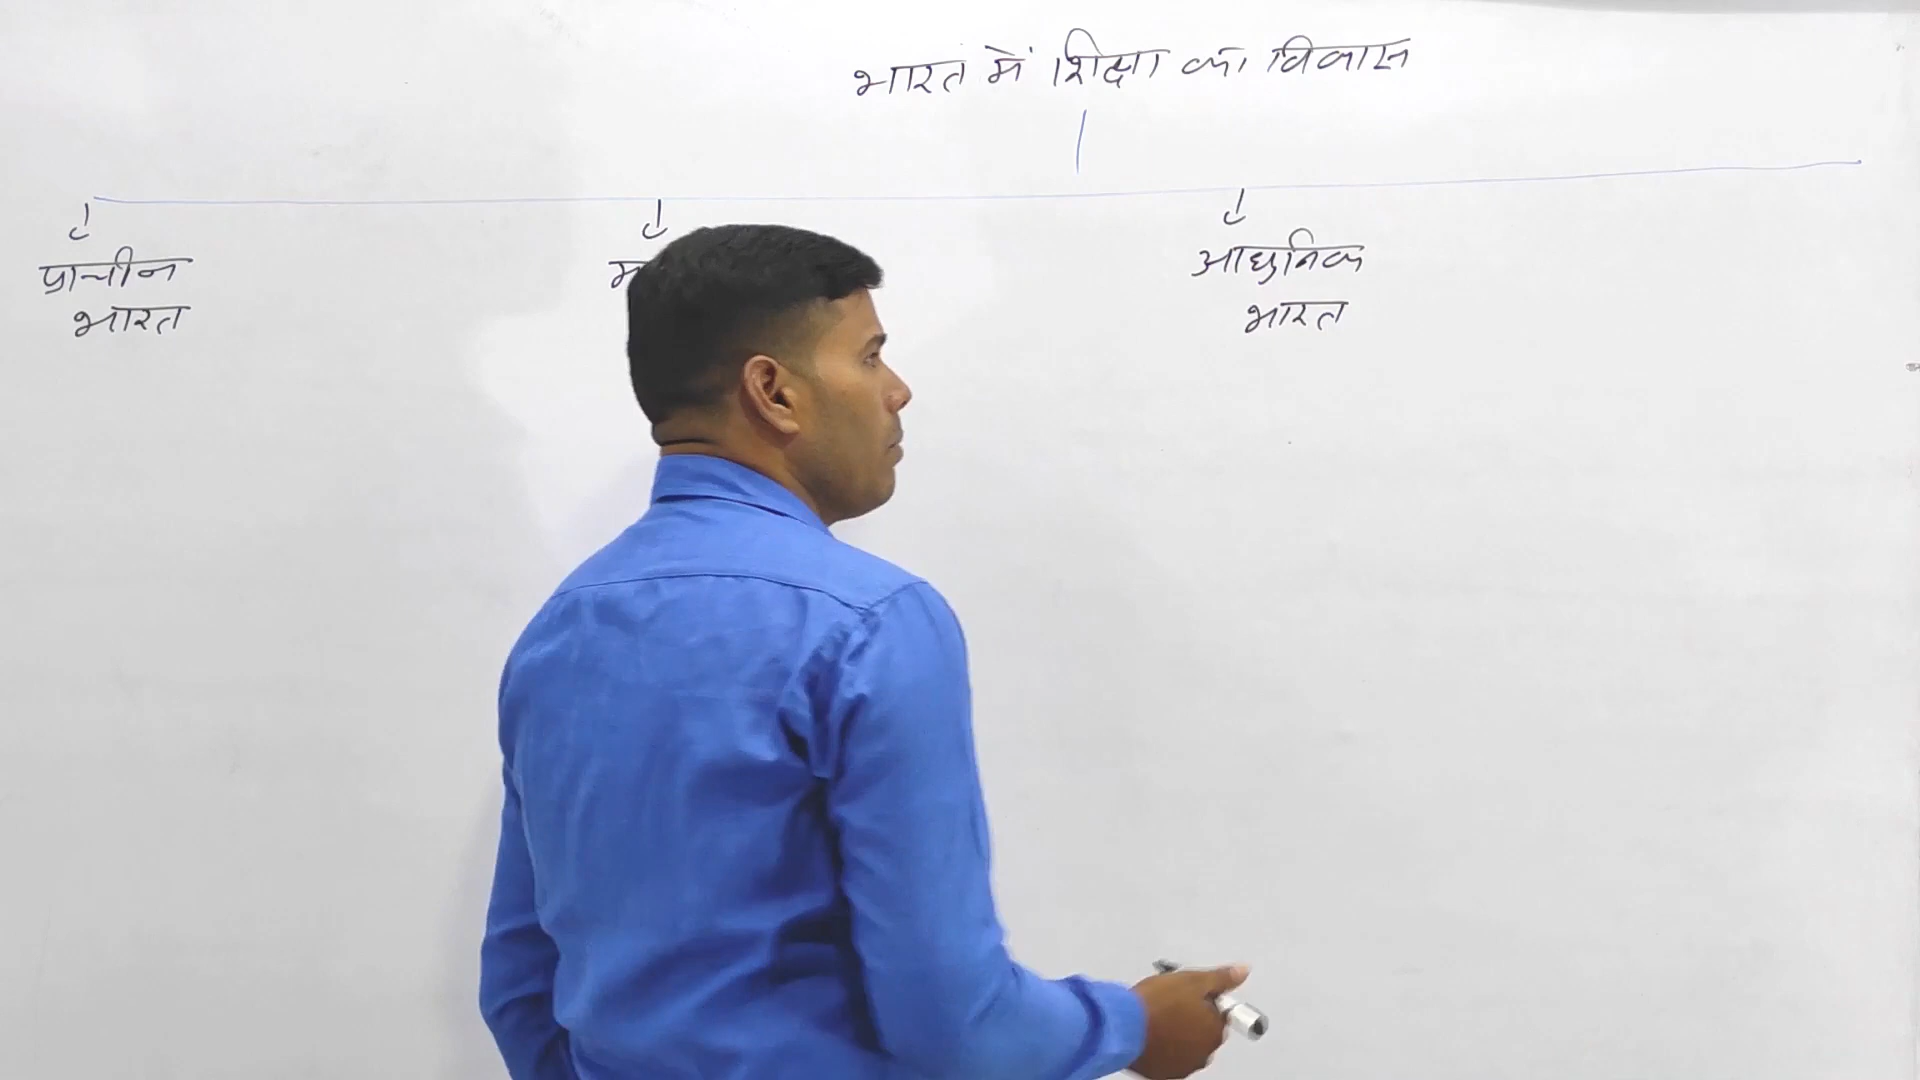 भारत में शिक्षा का विकास
प्राचीन
भारत
आधुनिक
भारत